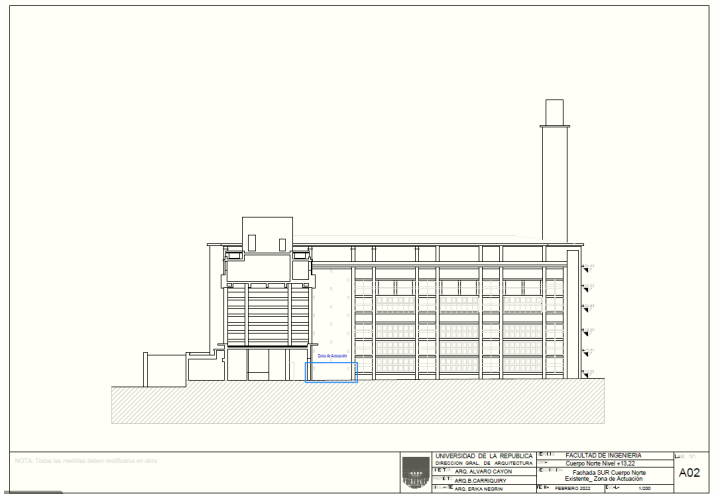 Zona de Actuación
NOTA: Todas las medidas deben rectificarse en obra
UNIVERSIDAD DE LA REPUBLICA
DIRECCION GRAL. DE ARQUITECTURA
ARQ. ALVARO CAYON
ARQ.B.CARRIQUIRY
ARQ. ERIKA NEGRIN
FACULTAD DE INGENIERIA
Cuerpo Norte Nivel +13,22
Fachada SUR Cuerpo Norte
Existente_ Zona de Actuación
FEBRERO 2022
1/200
A02